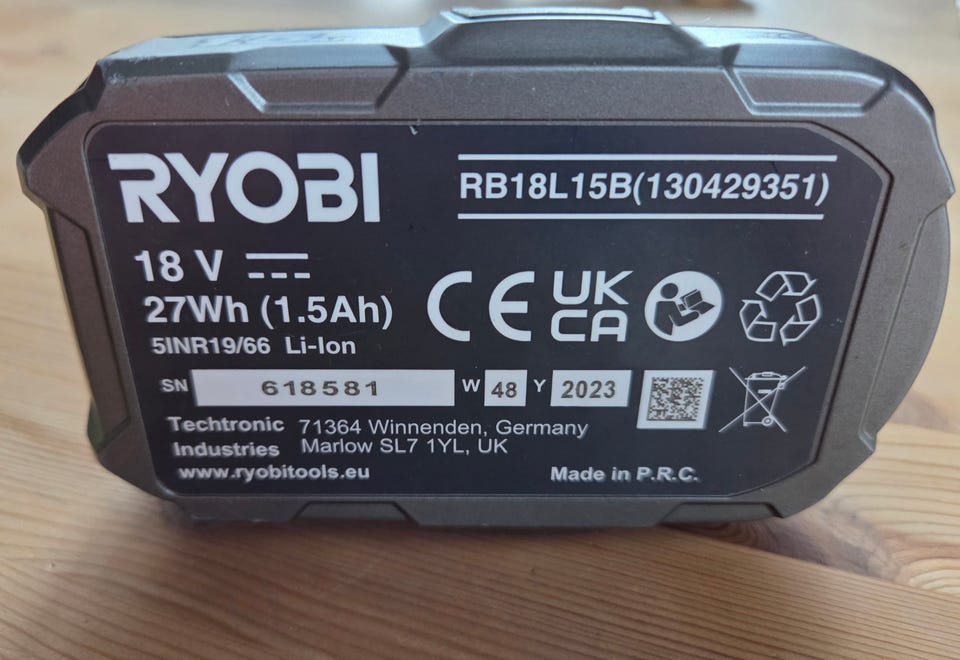 RYOBI
RB18L15B(130429351)
18 V
27Wh (1.5Ah)
5INR19/66 Li-Ion
CE
UK
CA
SN 618581 W 48 Y 2023
Techtronic 71364 Winnenden, Germany
Industries Marlow SL7 1YL, UK
www.ryobitools.eu
Made in P.R.C.